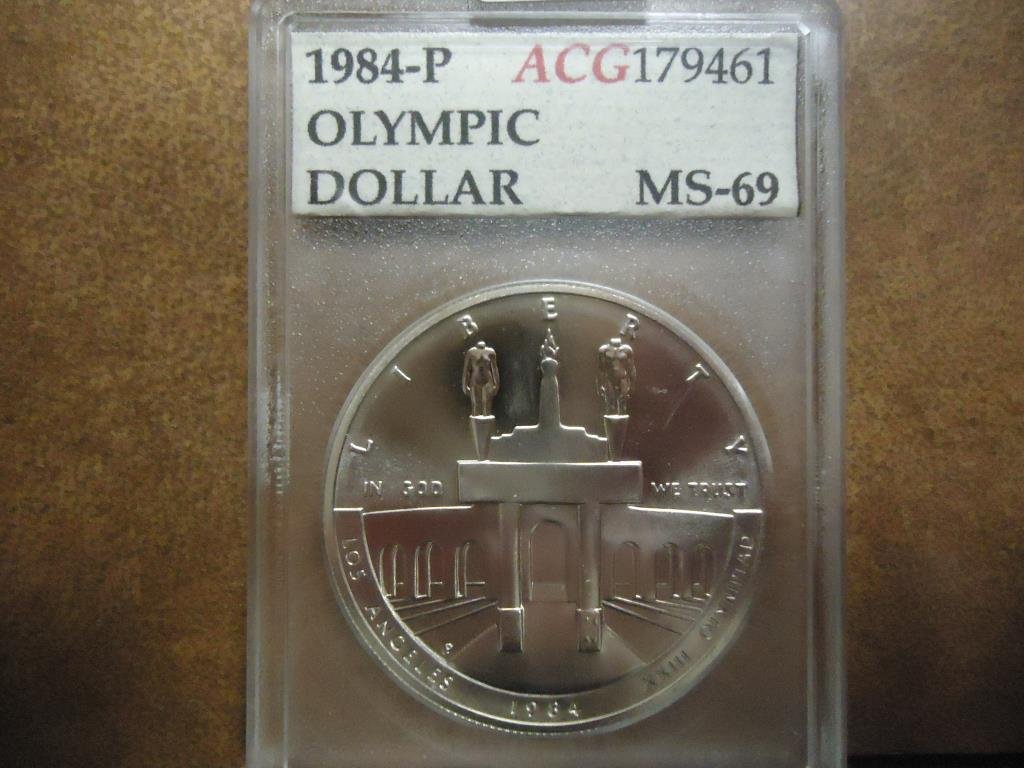 1984-P ACG179461
OLYMPIC
DOLLAR MS-69
LIBERTY
IN GOD WE TRUST
LOS ANGELES 1984 XXIII OLYMPIAD
P